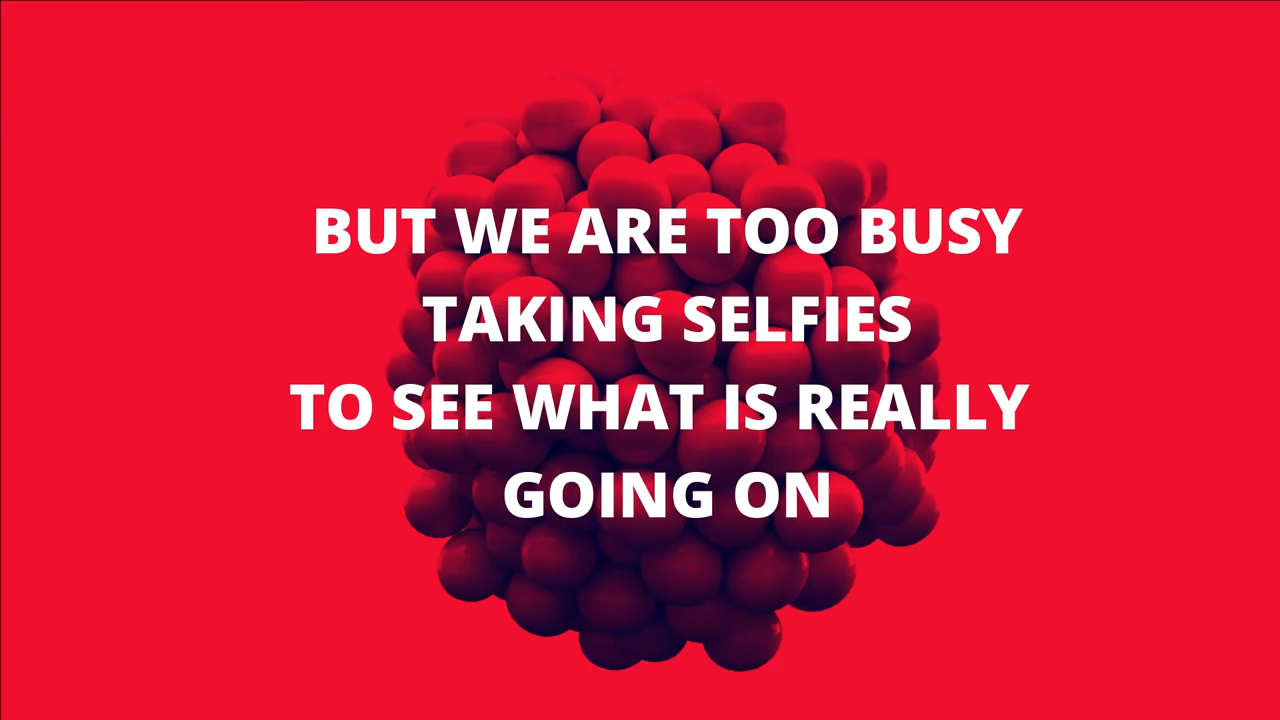 BUT WE ARE TOO BUSY
TAKING SELFIES
TO SEE WHAT IS REALLY
GOING ON